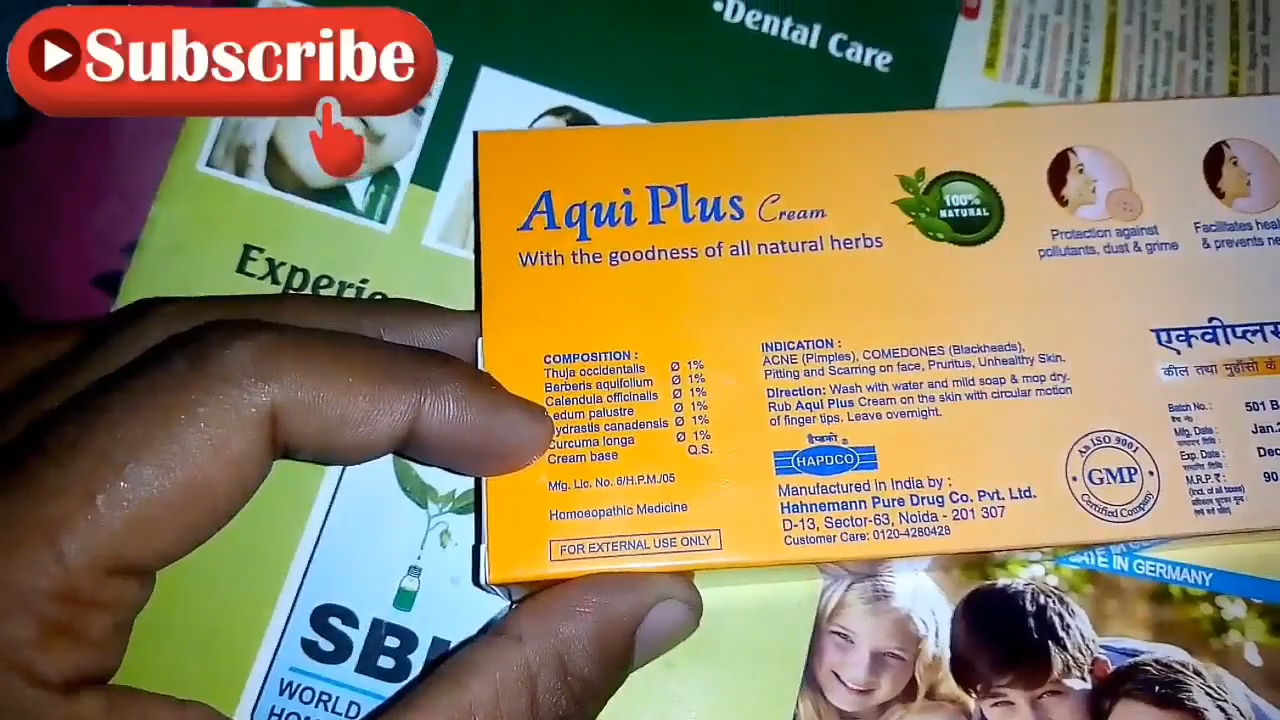 Subscribe
•Dental Care
Experie
Aqui Plus Cream
With the goodness of all natural herbs
100%
NATURAL
Protection against
pollutants, dust & grime
Facilitates
& prevents
COMPOSITION :
Thuja occidentalis Ø 1%
Berberis aquifolium Ø 1%
Calendula officinalis Ø 1%
edum palustre Ø 1%
ydrastis canadensis Ø 1%
Curcuma longa Ø 1%
Cream base Q.S.
Mfg. Lic. No. 6/H.P.M./05
Homoeopathic Medicine
FOR EXTERNAL USE ONLY
INDICATION :
ACNE (Pimples), COMEDONES (Blackheads),
Pitting and Scarring on face, Pruritus, Unhealthy Skin.
Direction: Wash with water and mild soap & mop dry.
Rub Aqui Plus Cream on the skin with circular motion
of finger tips. Leave overnight.
हैपडको ®
HAPDCO
Manufactured in India by :
Hahnemann Pure Drug Co. Pvt. Ltd.
D-13, Sector-63, Noida - 201 307
Customer Care: 0120-4280428
An ISO 9001
GMP
Certified Company
एक्वीप्लस
कील तथा मुहाँसों के
Batch No. : 501 B
बैच नं०
Mfg. Date : Jan.2
Exp. Date : Dec
M.R.P.₹ : 90
(incl. of all taxes)
IN GERMANY
SB
WORLD